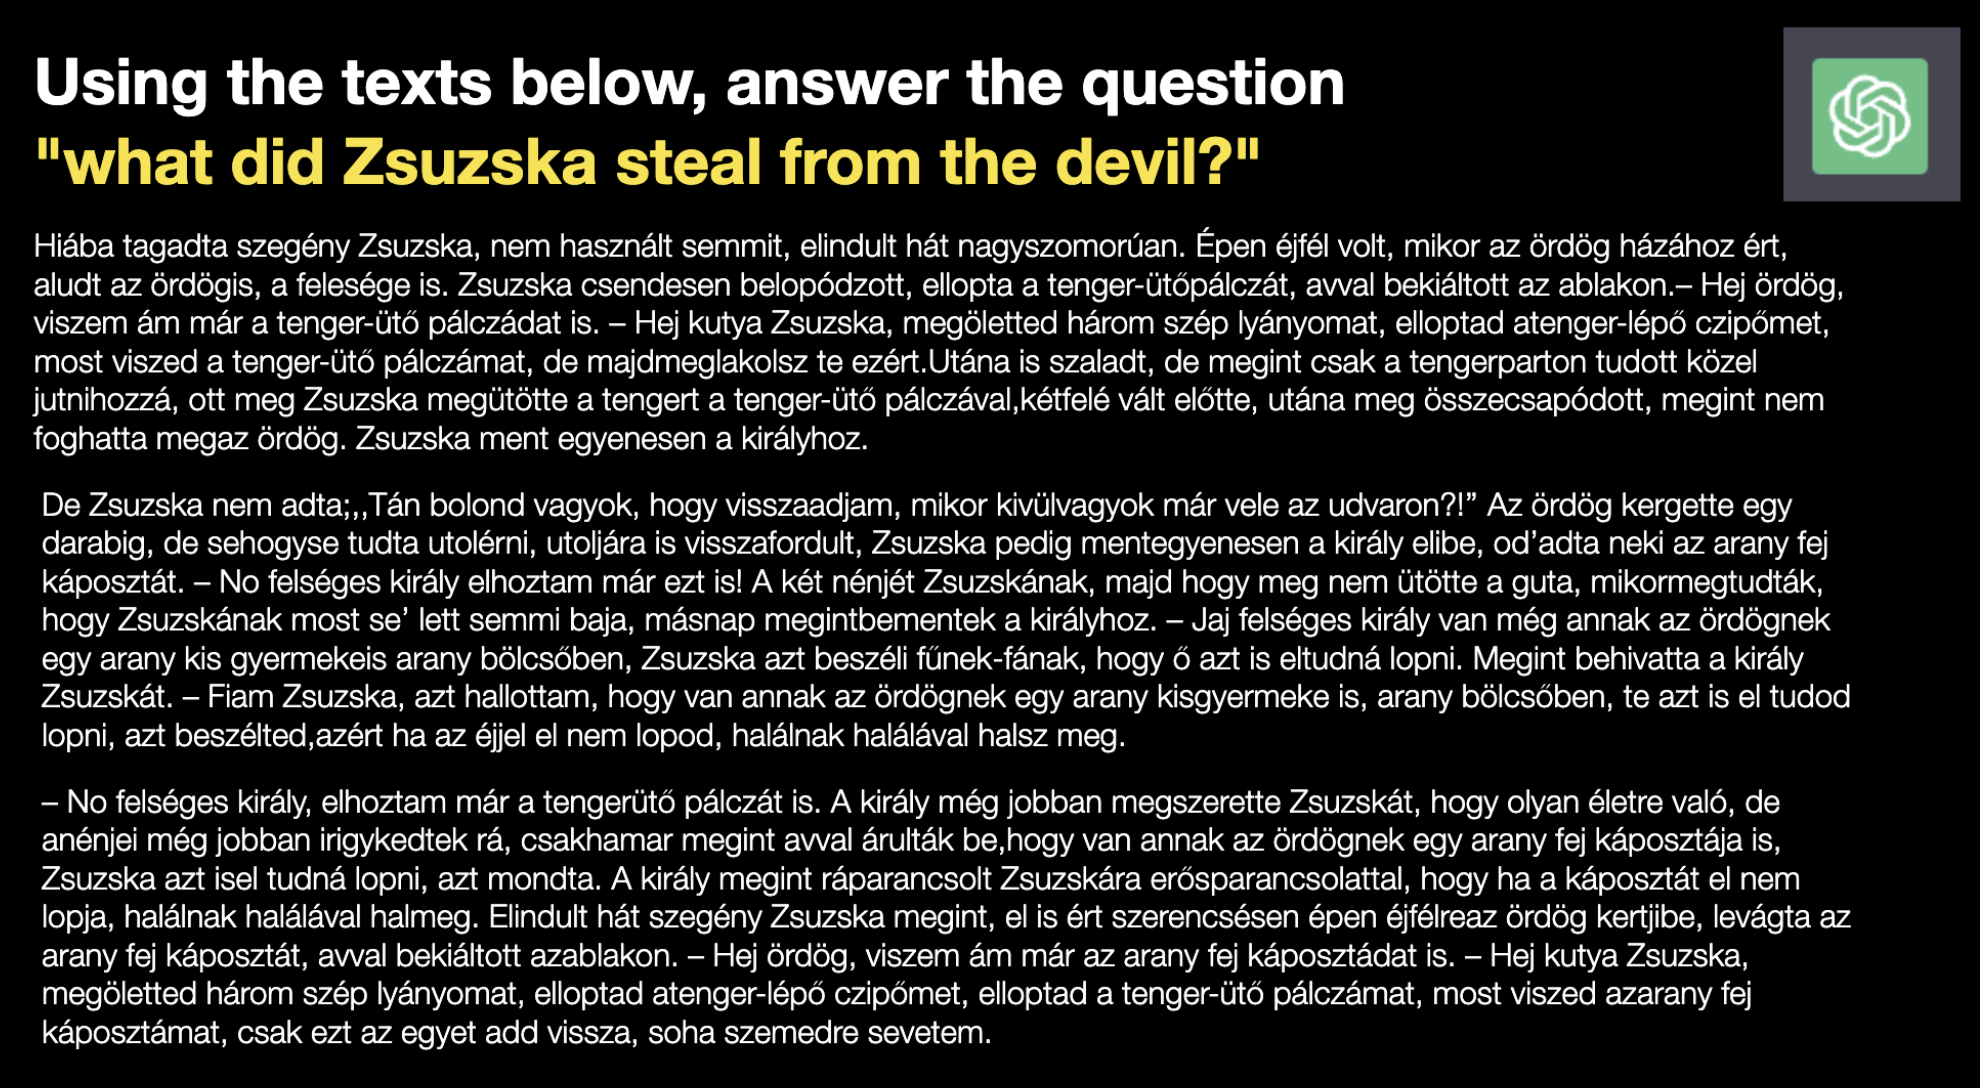 Using the texts below, answer the question
"what did Zsuzska steal from the devil?"
Hiába tagadta szegény Zsuzska, nem használt semmit, elindult hát nagyszomorúan. Épen éjfél volt, mikor az ördög házához ért,
aludt az ördögis, a felesége is. Zsuzska csendesen belopódzott, ellopta a tenger-ütőpálczát, avval bekiáltott az ablakon.– Hej ördög,
viszem ám már a tenger-ütő pálczádat is. – Hej kutya Zsuzska, megöletted három szép lyányomat, elloptad atenger-lépő czipőmet,
most viszed a tenger-ütő pálczámat, de majdmeglakolsz te ezért.Utána is szaladt, de megint csak a tengerparton tudott közel
jutnihozzá, ott meg Zsuzska megütötte a tengert a tenger-ütő pálczával,kétfelé vált előtte, utána meg összecsapódott, megint nem
foghatta megaz ördög. Zsuzska ment egyenesen a királyhoz.
De Zsuzska nem adta;,,Tán bolond vagyok, hogy visszaadjam, mikor kivülvagyok már vele az udvaron?!” Az ördög kergette egy
darabig, de sehogyse tudta utolérni, utoljára is visszafordult, Zsuzska pedig mentegyenesen a király elibe, od’adta neki az arany fej
káposztát. – No felséges király elhoztam már ezt is! A két nénjét Zsuzskának, majd hogy meg nem ütötte a guta, mikormegtudták,
hogy Zsuzskának most se’ lett semmi baja, másnap megintbementek a királyhoz. – Jaj felséges király van még annak az ördögnek
egy arany kis gyermekeis arany bölcsőben, Zsuzska azt beszéli fűnek-fának, hogy ő azt is eltudná lopni. Megint behivatta a király
Zsuzskát. – Fiam Zsuzska, azt hallottam, hogy van annak az ördögnek egy arany kisgyermeke is, arany bölcsőben, te azt is el tudod
lopni, azt beszélted,azért ha az éjjel el nem lopod, halálnak halálával halsz meg.
– No felséges király, elhoztam már a tengerütő pálczát is. A király még jobban megszerette Zsuzskát, hogy olyan életre való, de
anénjei még jobban irigykedtek rá, csakhamar megint avval árulták be,hogy van annak az ördögnek egy arany fej káposztája is,
Zsuzska azt isel tudná lopni, azt mondta. A király megint ráparancsolt Zsuzskára erősparancsolattal, hogy ha a káposztát el nem
lopja, halálnak halálával halmeg. Elindult hát szegény Zsuzska megint, el is ért szerencsésen épen éjfélreaz ördög kertjibe, levágta az
arany fej káposztát, avval bekiáltott azablakon. – Hej ördög, viszem ám már az arany fej káposztádat is. – Hej kutya Zsuzska,
megöletted három szép lyányomat, elloptad atenger-lépő czipőmet, elloptad a tenger-ütő pálczámat, most viszed azarany fej
káposztámat, csak ezt az egyet add vissza, soha szemedre sevetem.